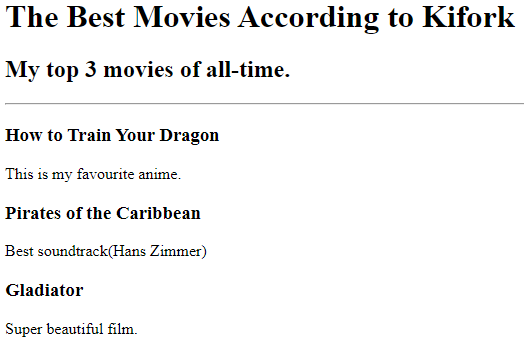 The Best Movies According to Kifork
My top 3 movies of all-time.
How to Train Your Dragon
This is my favourite anime.
Pirates of the Caribbean
Best soundtrack(Hans Zimmer)
Gladiator
Super beautiful film.